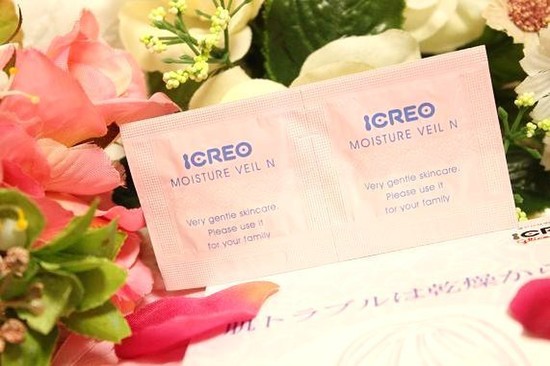 iCREO
MOISTURE VEIL N
Very gentle skincare.
Please use it
for your family
iCREO
MOISTURE VEIL N
Very gentle skincare.
Please use it
for your family
iCRE
肌トラブルは乾燥か